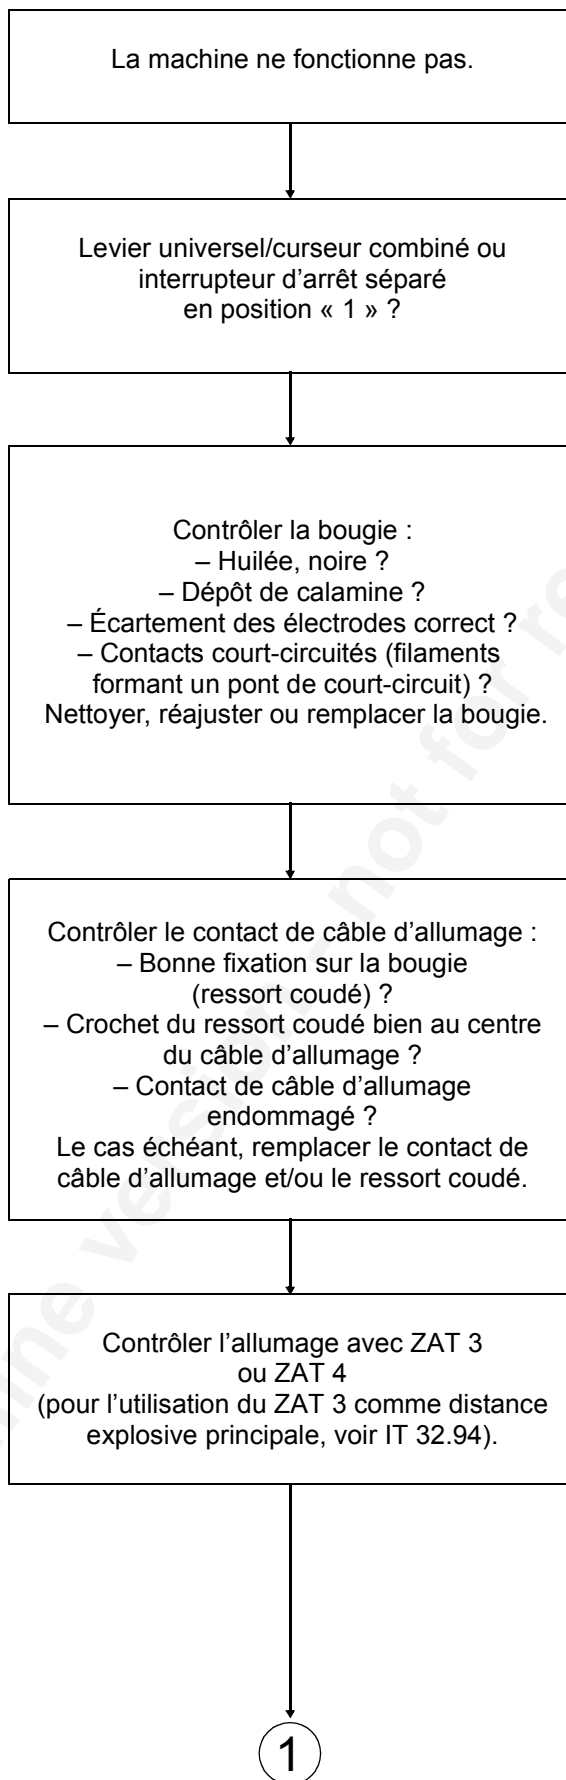 La machine ne fonctionne pas.
Levier universel/curseur combiné ou
interrupteur d’arrêt séparé
en position « 1 » ?
Contrôler la bougie :
– Huilée, noire ?
– Dépôt de calamine ?
– Écartement des électrodes correct ?
– Contacts court-circuités (filaments
formant un pont de court-circuit) ?
Nettoyer, réajuster ou remplacer la bougie.
Contrôler le contact de câble d’allumage :
– Bonne fixation sur la bougie
(ressort coudé) ?
– Crochet du ressort coudé bien au centre
du câble d’allumage ?
– Contact de câble d’allumage
endommagé ?
Le cas échéant, remplacer le contact de
câble d’allumage et/ou le ressort coudé.
Contrôler l’allumage avec ZAT 3
ou ZAT 4
(pour l’utilisation du ZAT 3 comme distance
explosive principale, voir IT 32.94).
1
version – not for